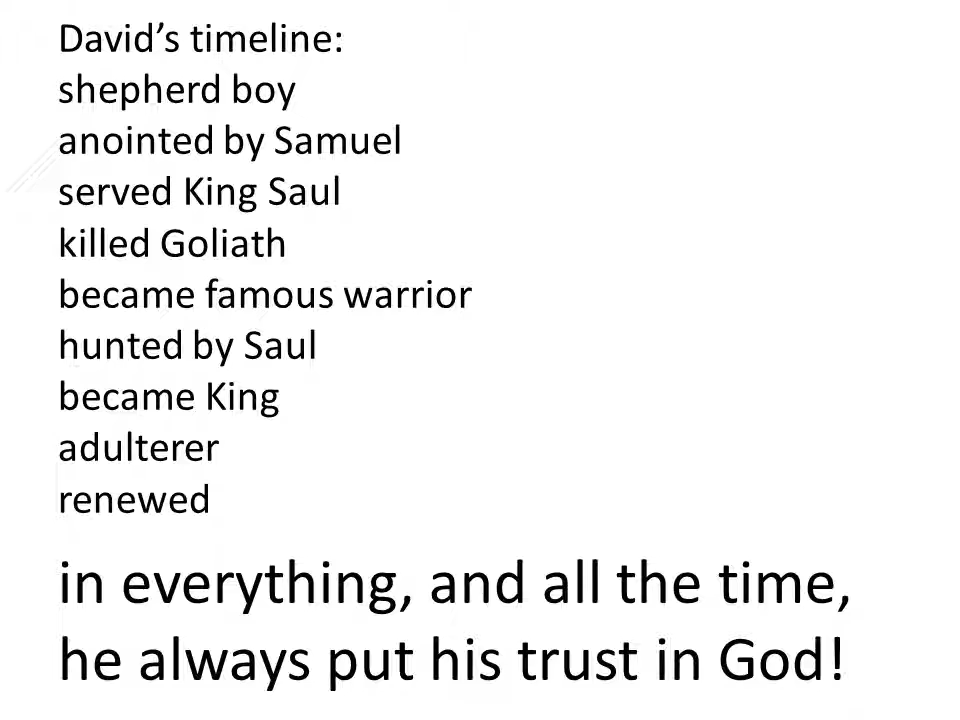 David’s timeline:
shepherd boy
anointed by Samuel
served King Saul
killed Goliath
became famous warrior
hunted by Saul
became King
adulterer
renewed
in everything, and all the time,
he always put his trust in God!